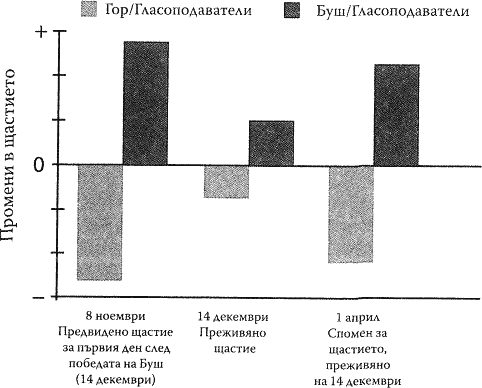 Гор/Гласоподаватели
Буш/Гласоподаватели
+
Промени в щастието
0
−
8 ноември
Предвидено щастие
за първия ден след
победата на Буш
(14 декември)
14 декември
Преживяно
щастие
1 април
Спомен за
щастието,
преживяно
на 14 декември